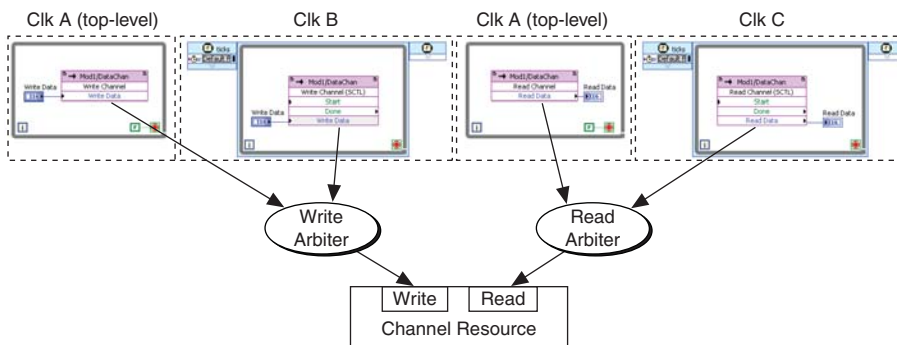 Clk A (top-level)
Clk B
Clk A (top-level)
Clk C
ticks
ticks
Mod1/DataChan
Write Channel
Write Data
Write Data
Mod1/DataChan
Write Channel (SCTL)
Start
Done
Write Data
Write Data
Mod1/DataChan
Read Channel
Read Data
Read Data
Mod1/DataChan
Read Channel (SCTL)
Start
Done
Read Data
Read Data
Write
Arbiter
Read
Arbiter
Write
Read
Channel Resource